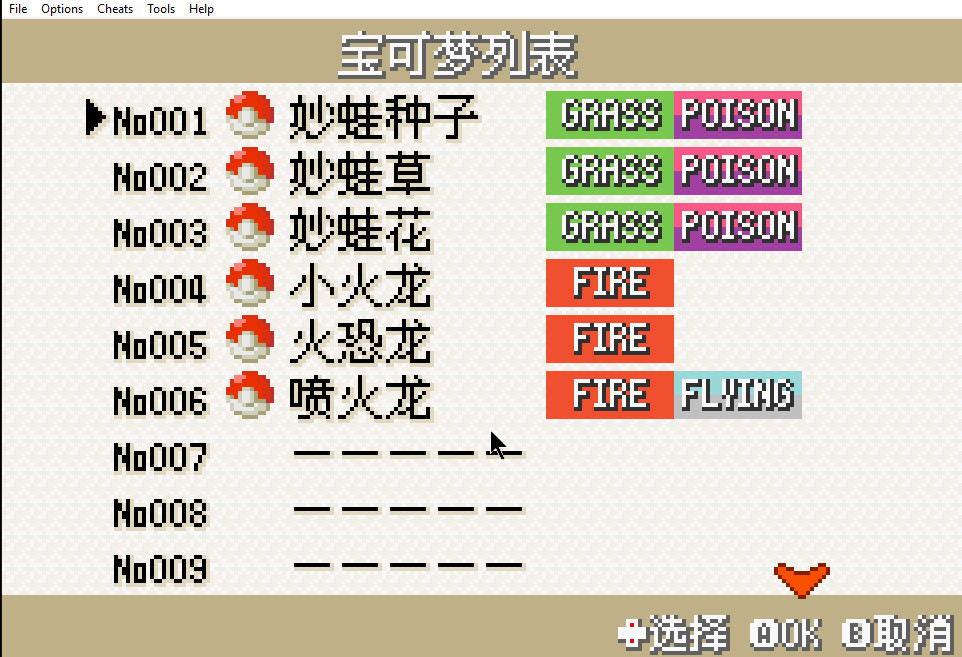 File Options Cheats Tools Help
宝可梦列表
No001 妙蛙种子 GRASS POISON
No002 妙蛙草 GRASS POISON
No003 妙蛙花 GRASS POISON
No004 小火龙 FIRE
No005 火恐龙 FIRE
No006 喷火龙 FIRE FLYING
No007 —————
No008 —————
No009 —————
选择 ⒶOK Ⓑ取消